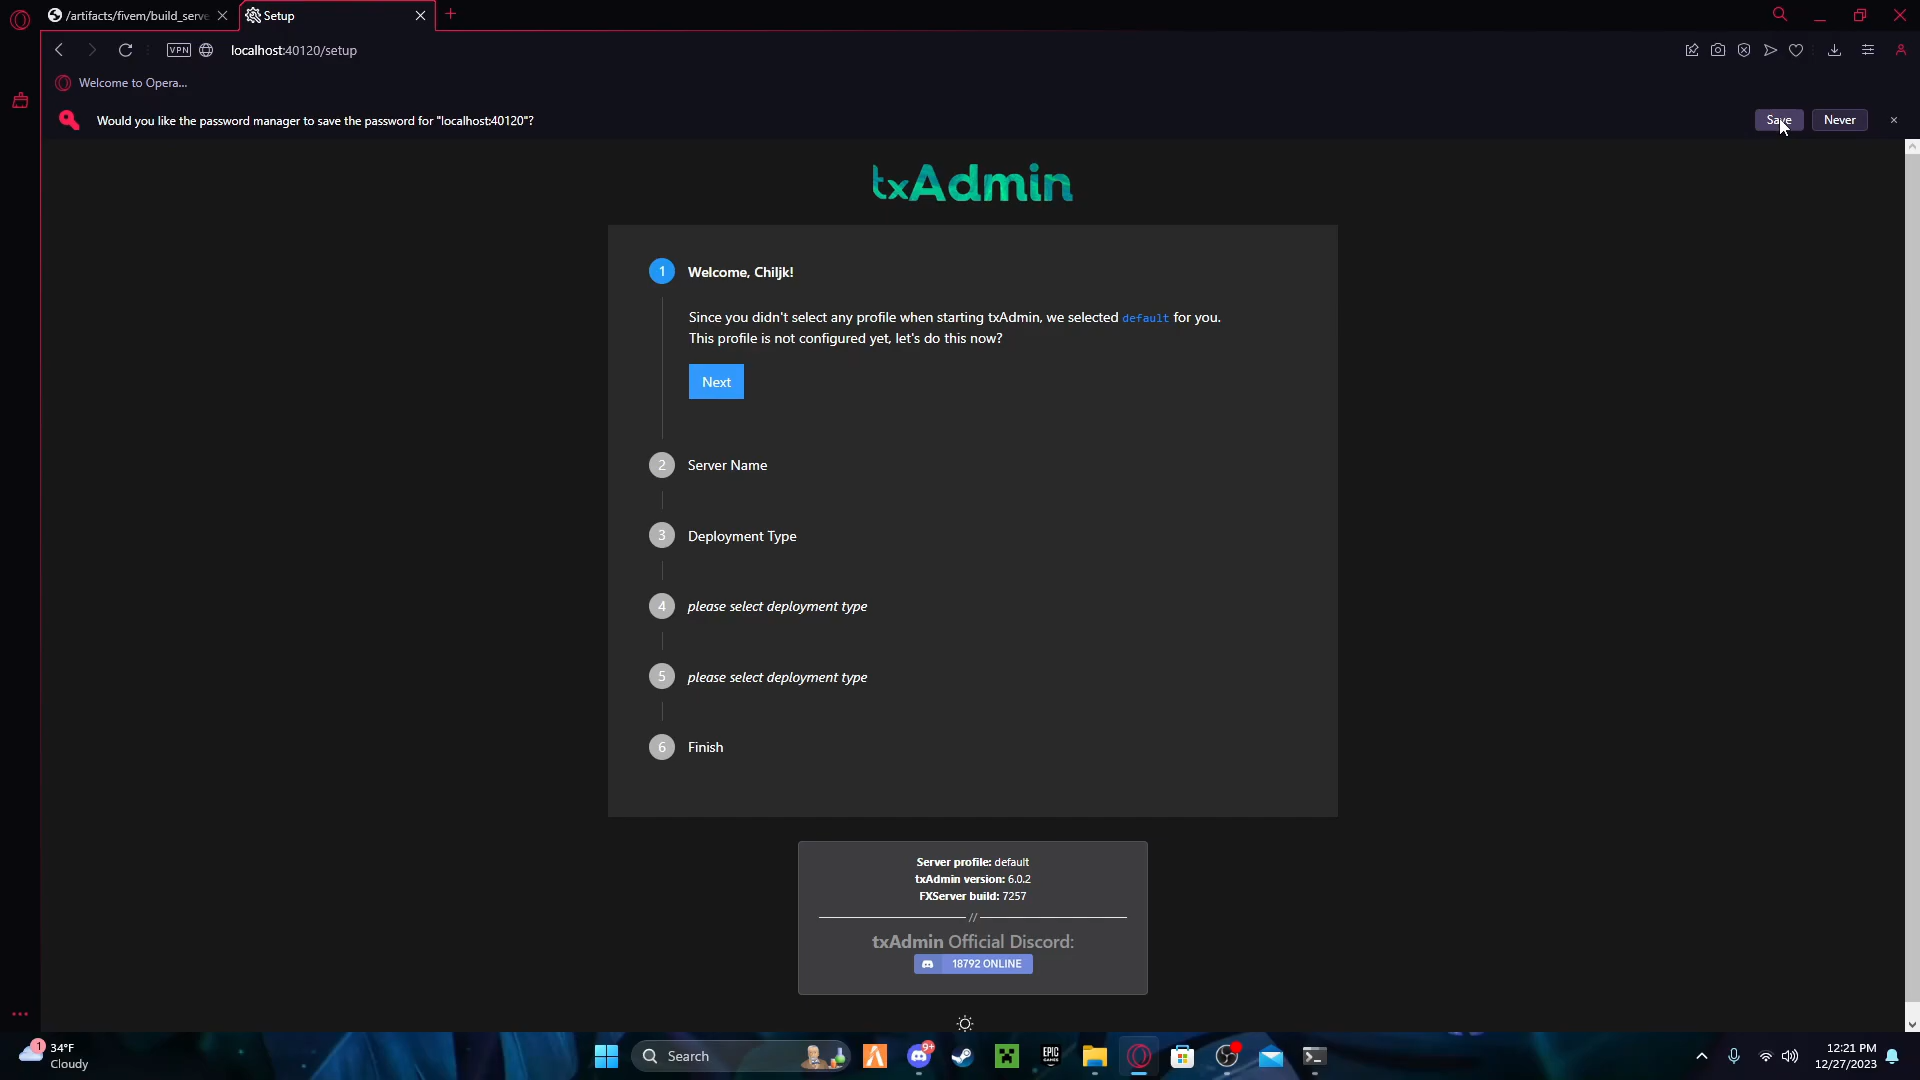 /artifacts/fivem/build_serve
Setup
VPN
localhost:40120/setup
Welcome to Opera...
Would you like the password manager to save the password for "localhost:40120"?
Save
Never
txAdmin
1
Welcome, Chiljk!
Since you didn't select any profile when starting txAdmin, we selected default for you.
This profile is not configured yet, let's do this now?
Next
2
Server Name
3
Deployment Type
4
please select deployment type
5
please select deployment type
6
Finish
Server profile: default
txAdmin version: 6.0.2
FXServer build: 7257
//
txAdmin Official Discord:
18792 ONLINE
1
34°F
Cloudy
Search
9+
EPIC
GAMES
12:21 PM
12/27/2023